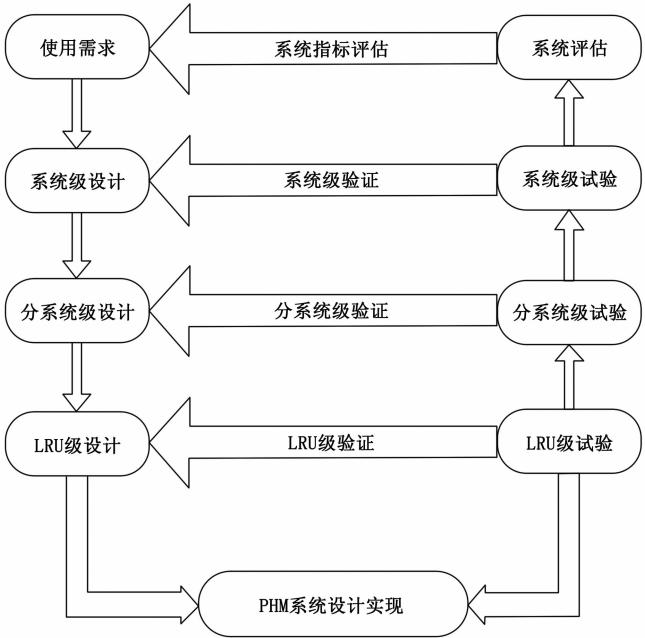 使用需求
系统指标评估
系统评估
系统级设计
系统级验证
系统级试验
分系统级设计
分系统级验证
分系统级试验
LRU级设计
LRU级验证
LRU级试验
PHM系统设计实现